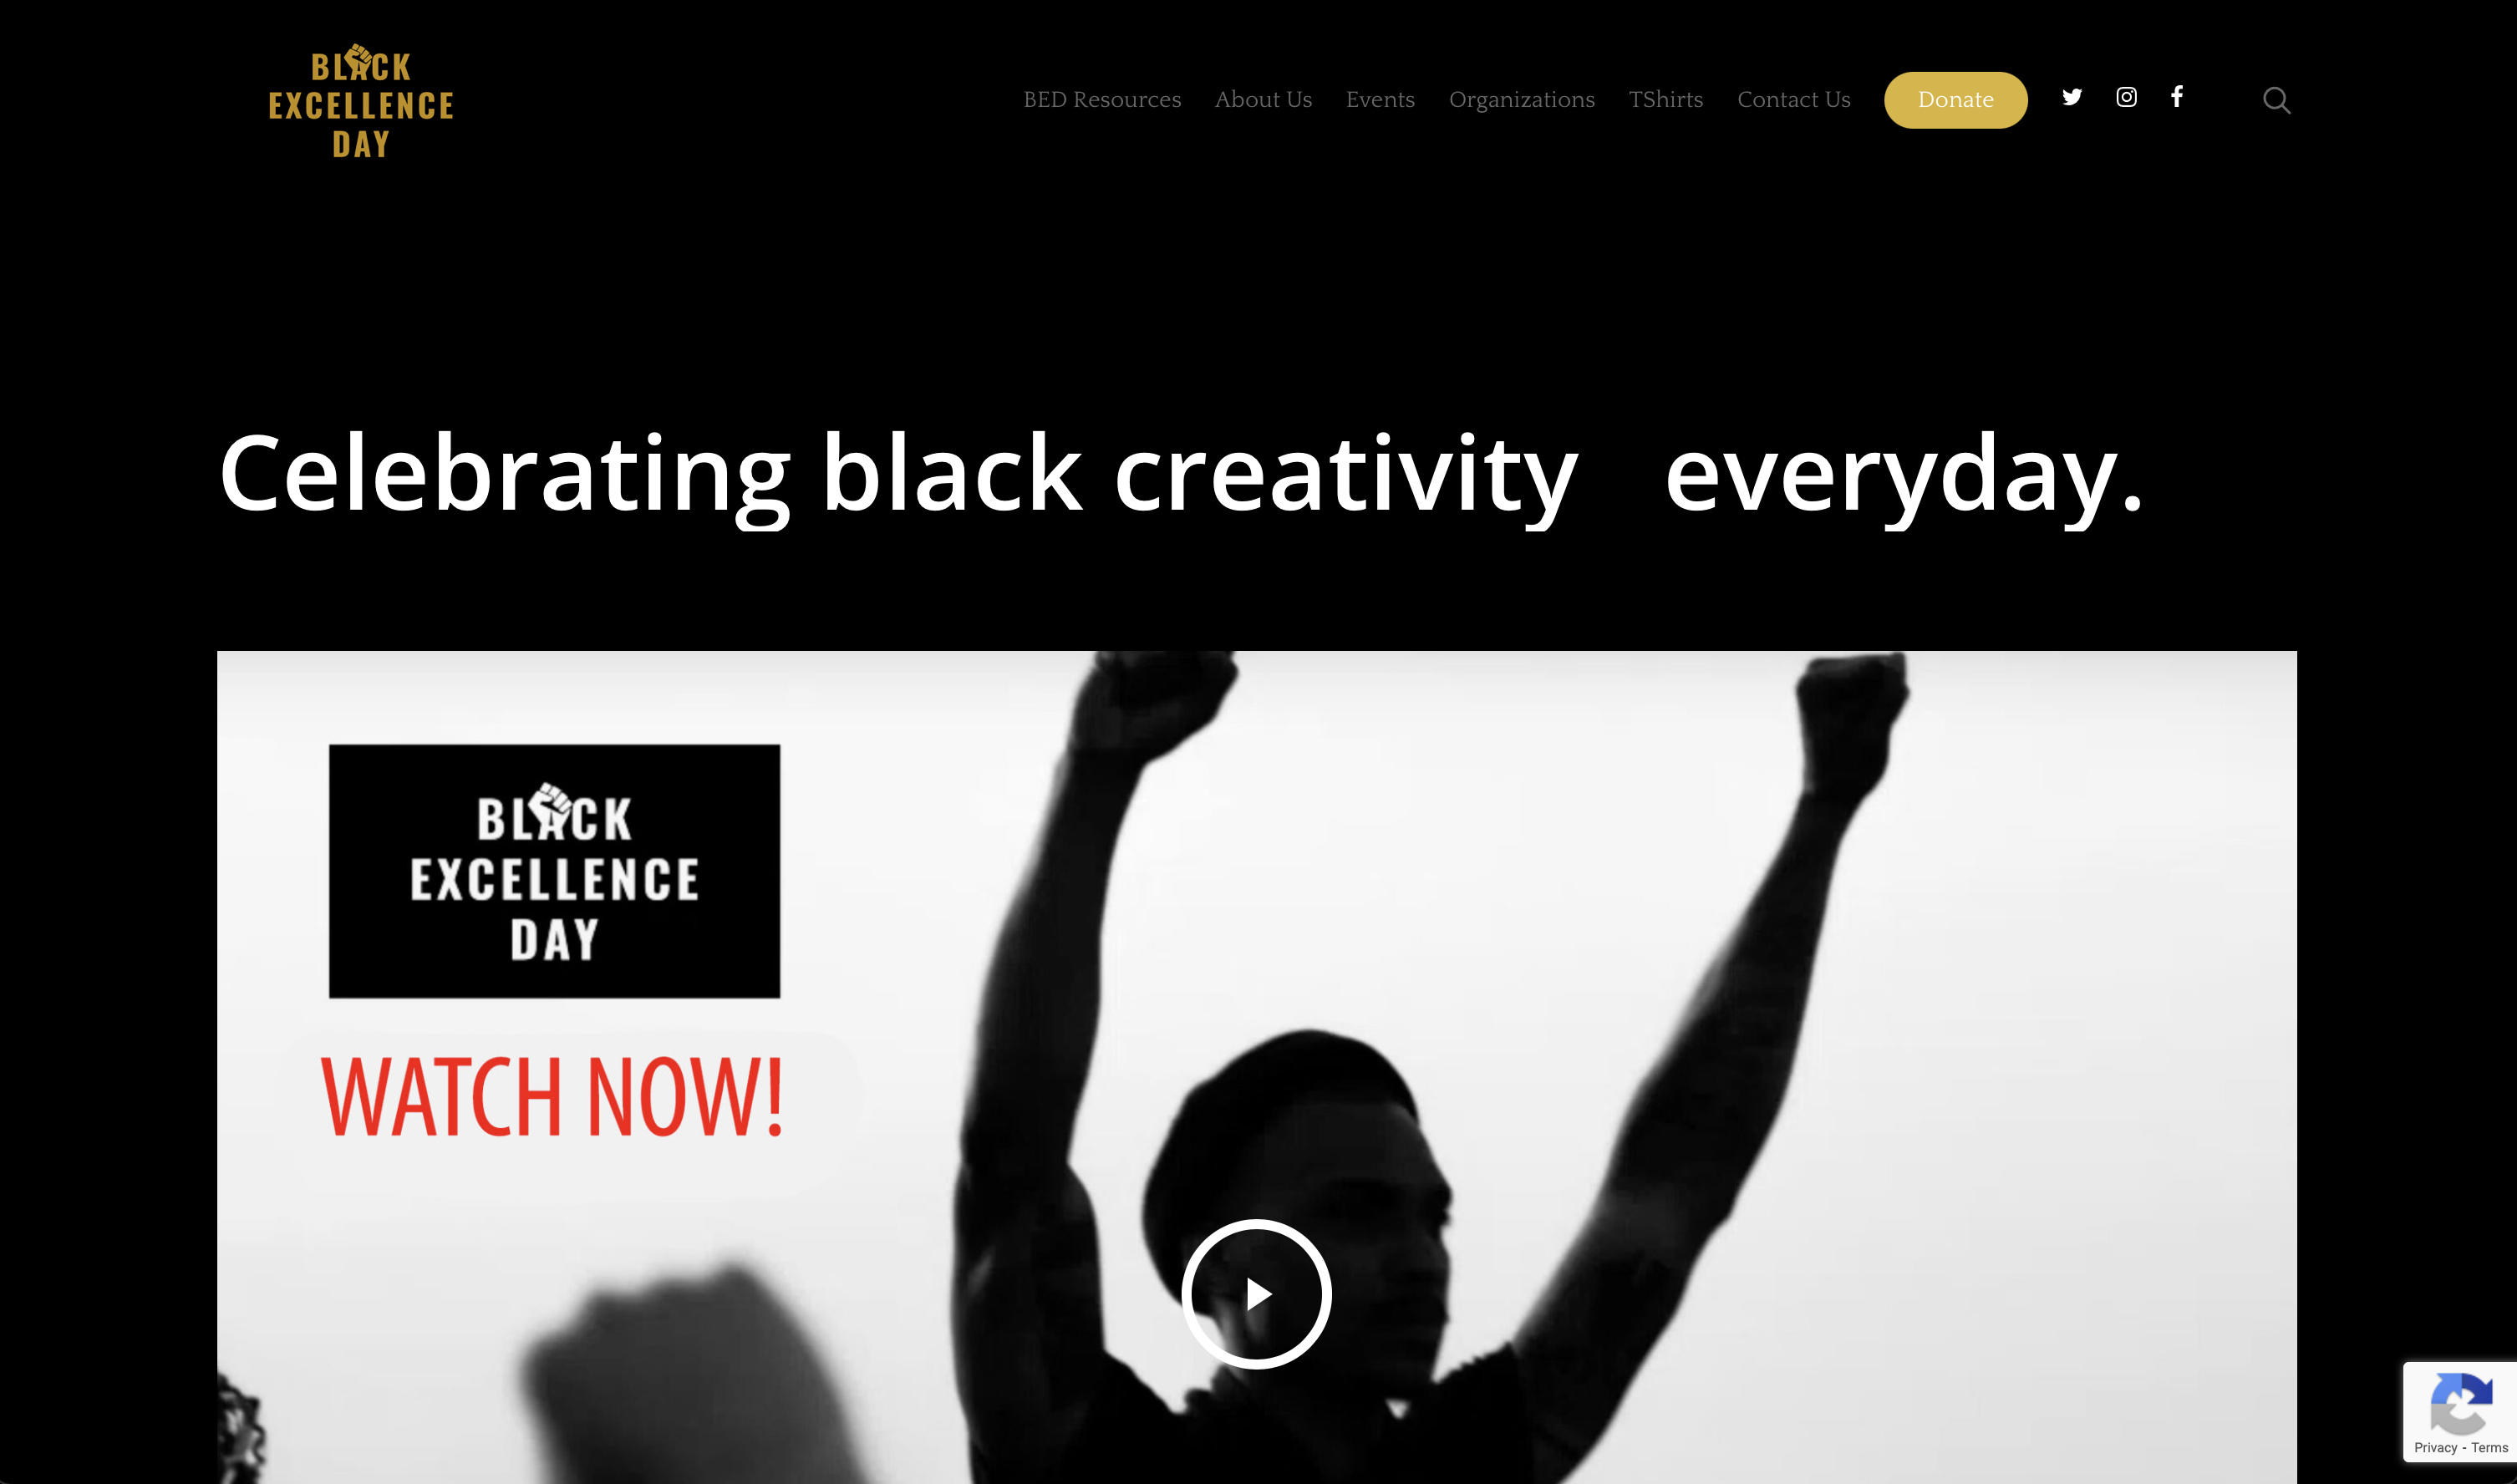 BLACK
EXCELLENCE
DAY
BED Resources About Us Events Organizations TShirts Contact Us Donate
Celebrating black creativity everyday.
BLACK
EXCELLENCE
DAY
WATCH NOW!
Privacy - Terms